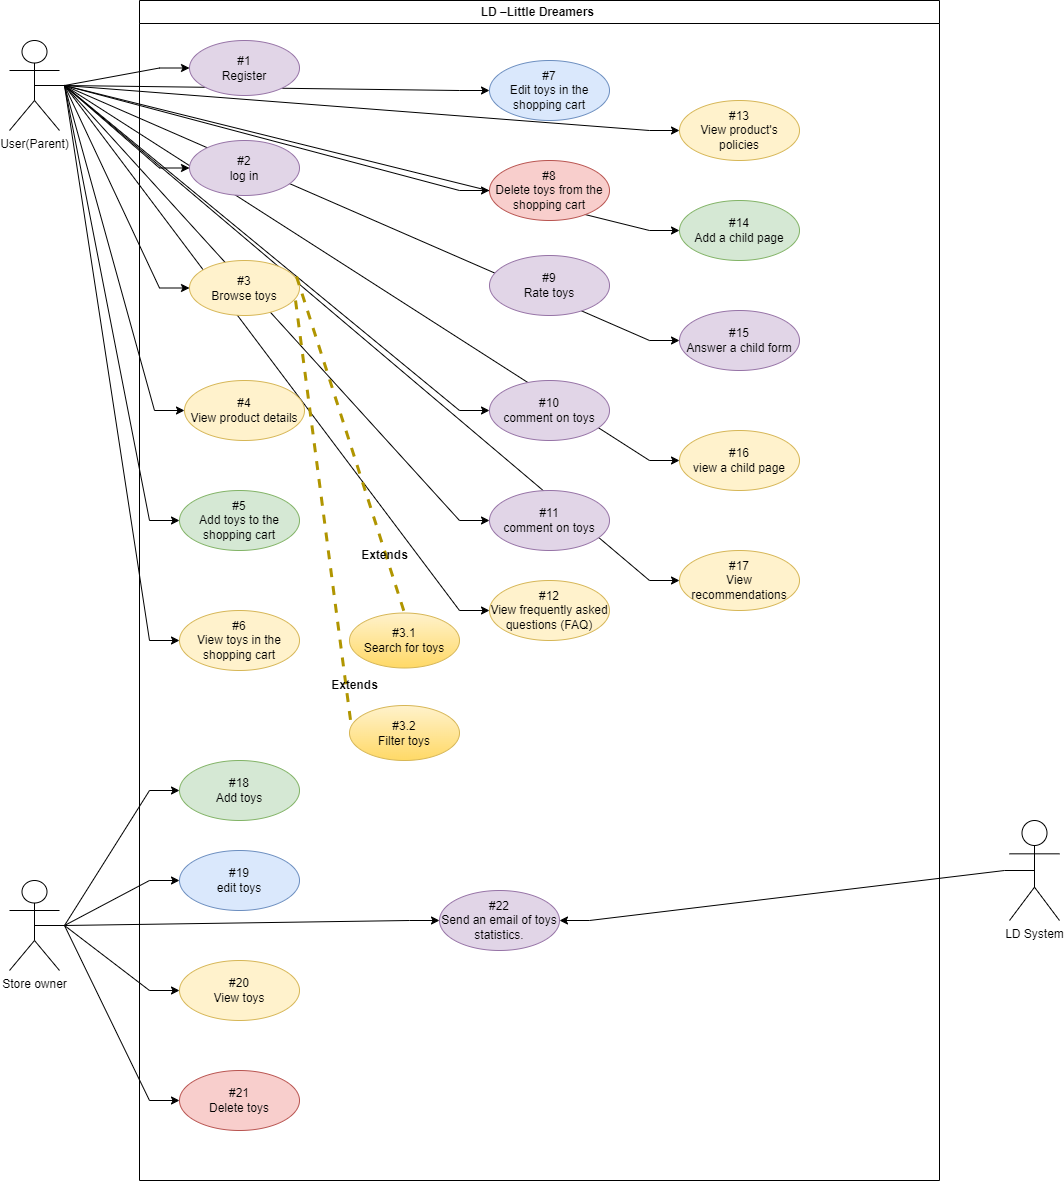 LD –Little Dreamers
User(Parent)
#1
Register
#2
log in
#3
Browse toys
#4
View product details
#5
Add toys to the
shopping cart
#6
View toys in the
shopping cart
#7
Edit toys in the
shopping cart
#8
Delete toys from the
shopping cart
#9
Rate toys
#10
comment on toys
#11
comment on toys
#12
View frequently asked
questions (FAQ)
#13
View product's
policies
#14
Add a child page
#15
Answer a child form
#16
view a child page
#17
View
recommendations
Extends
#3.1
Search for toys
Extends
#3.2
Filter toys
#18
Add toys
#19
edit toys
#20
View toys
#21
Delete toys
#22
Send an email of toys
statistics.
Store owner
LD System